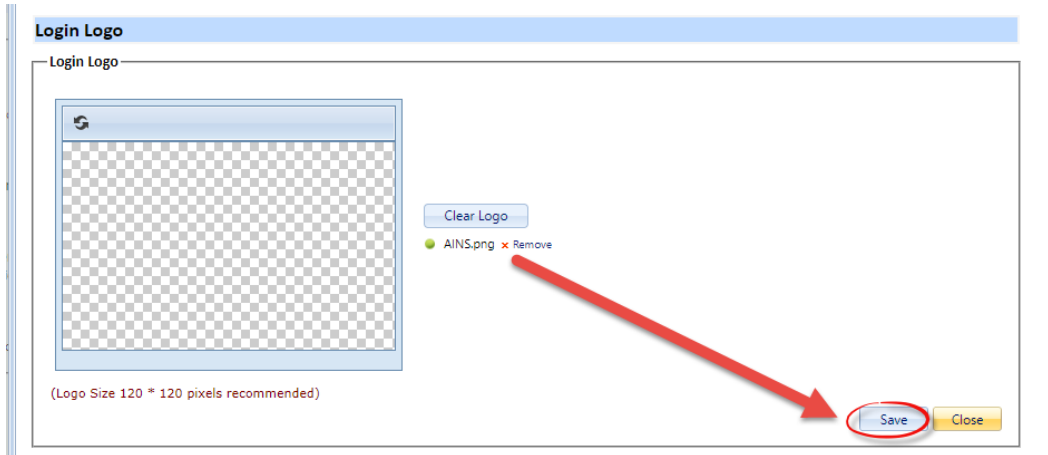 Login Logo
Login Logo
Clear Logo
AINS.png x Remove
(Logo Size 120 * 120 pixels recommended)
Save Close